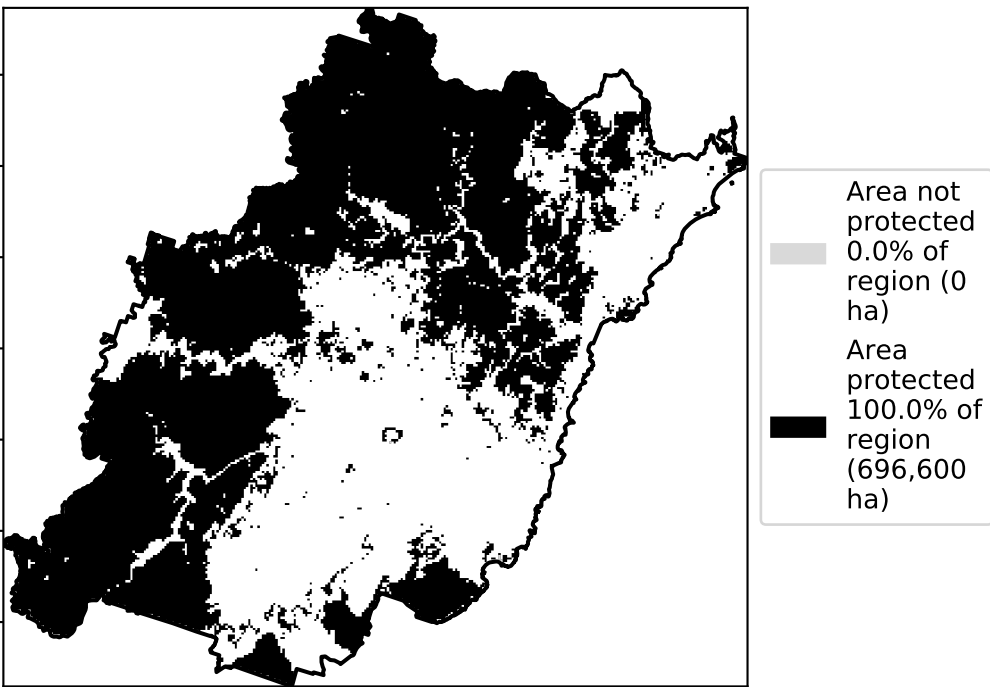 Area not
protected
0.0% of
region (0
ha)
Area
protected
100.0% of
region
(696,600
ha)